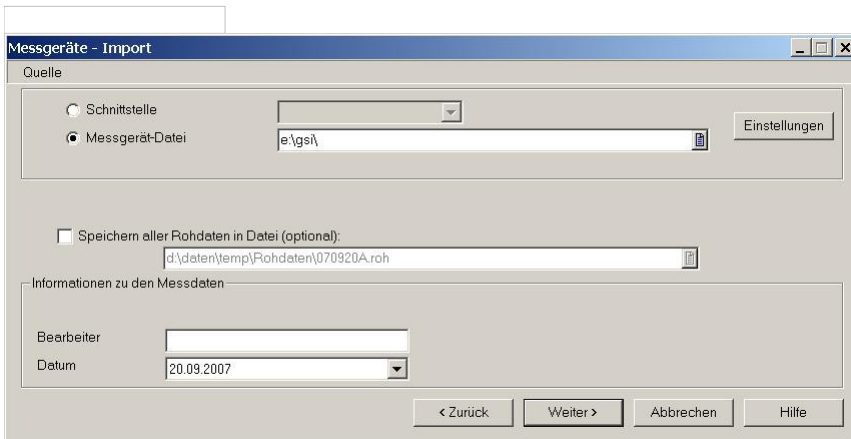 Messgeräte - Import
Quelle
Schnittstelle
Messgerät-Datei e:\gsi\ Einstellungen
Speichern aller Rohdaten in Datei (optional):
d:\daten\temp\Rohdaten\070920A.roh
Informationen zu den Messdaten
Bearbeiter
Datum 20.09.2007
< Zurück Weiter > Abbrechen Hilfe